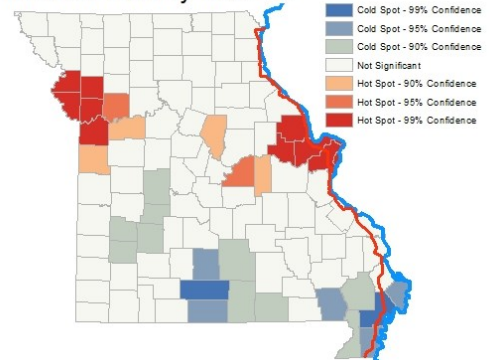 Cold Spot - 99% Confidence
Cold Spot - 95% Confidence
Cold Spot - 90% Confidence
Not Significant
Hot Spot - 90% Confidence
Hot Spot - 95% Confidence
Hot Spot - 99% Confidence